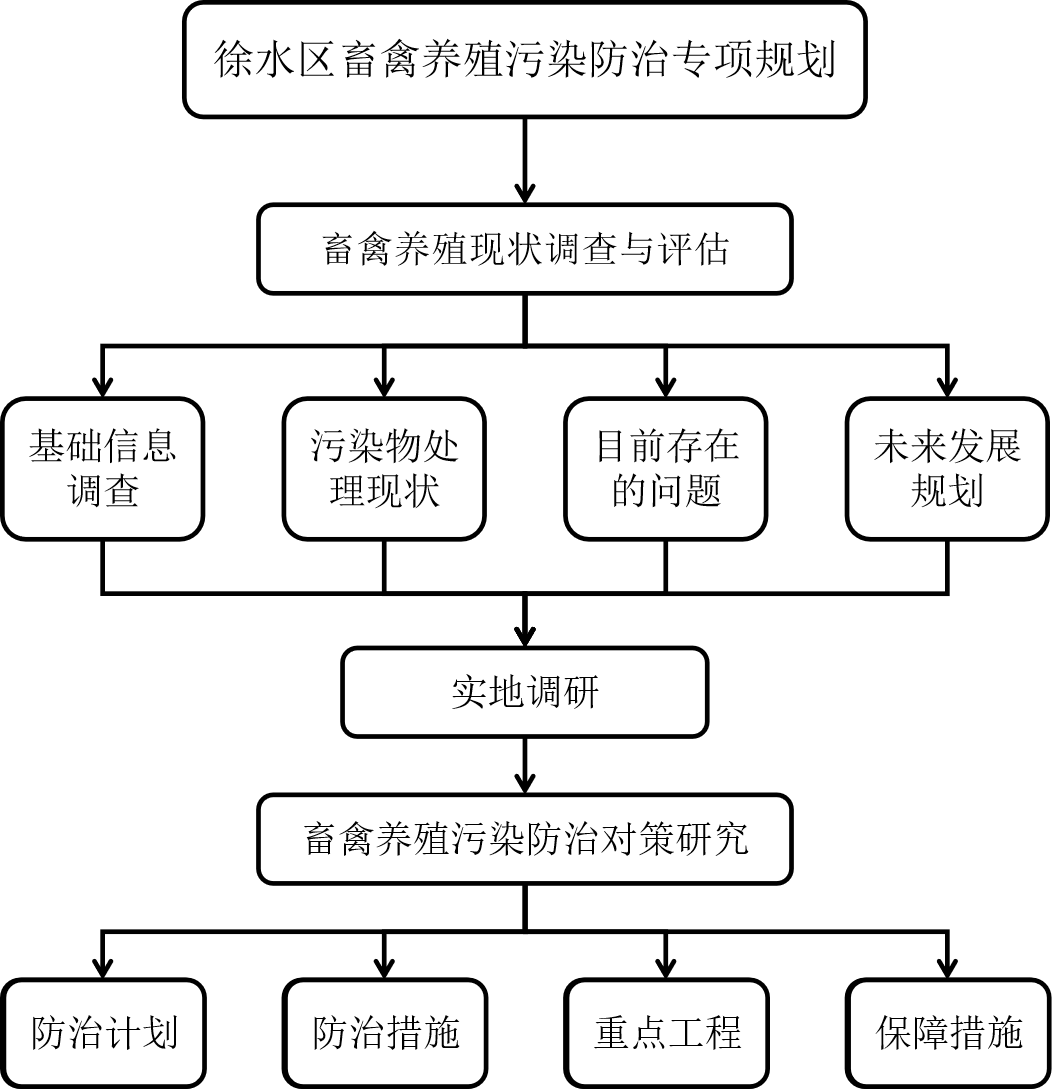 徐水区畜禽养殖污染防治专项规划
畜禽养殖现状调查与评估
基础信息
调查
污染物处
理现状
目前存在
的问题
未来发展
规划
实地调研
畜禽养殖污染防治对策研究
防治计划
防治措施
重点工程
保障措施